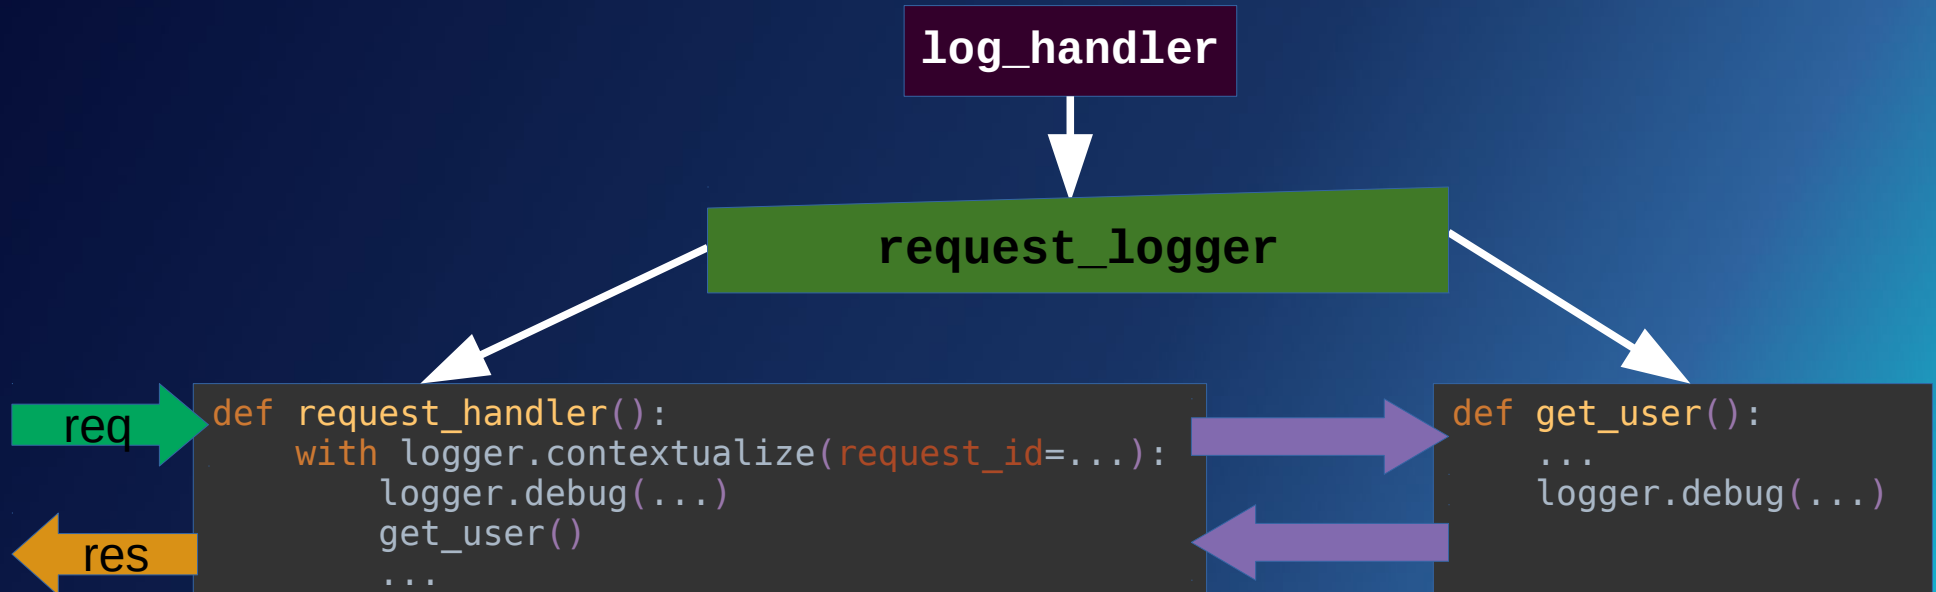 log_handler
request_logger
req
def request_handler():
    with logger.contextualize(request_id=...):
        logger.debug(...)
        get_user()
        ...
res
def get_user():
    ...
    logger.debug(...)